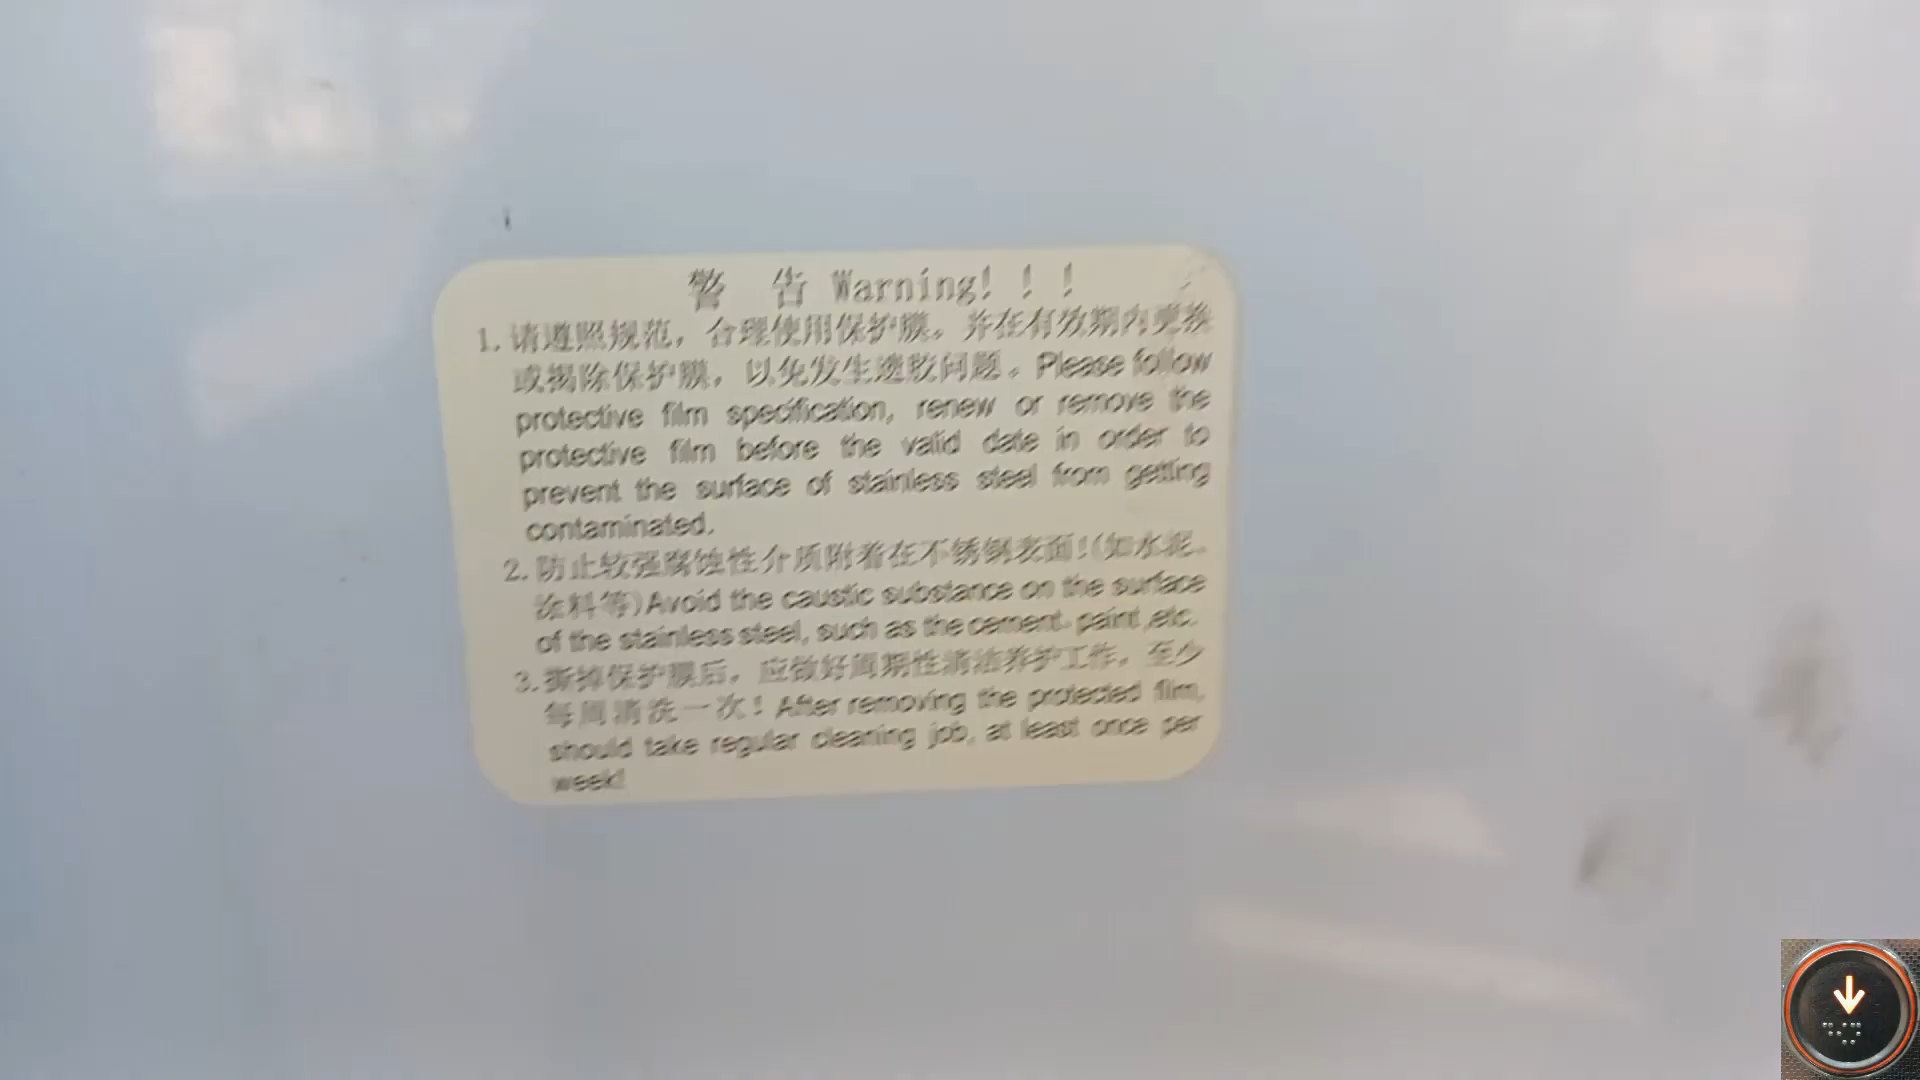 警 告 Warning! ! !
1. 请遵照规范，合理使用保护膜。并在有效期内更换
或揭除保护膜，以免发生透胶问题。Please follow
protective film specification, renew or remove the
protective film before the valid date in order to
prevent the surface of stainless steel from getting
contaminated.
2. 防止较强腐蚀性介质附着在不锈钢表面!(如水泥、
涂料等)Avoid the caustic substance on the surface
of the stainless steel, such as the cement、paint ,etc.
3. 撕掉保护膜后，应做好周期性清洁养护工作，至少
每周清洗一次! After removing the protected film,
should take regular cleaning job, at least once per
week!